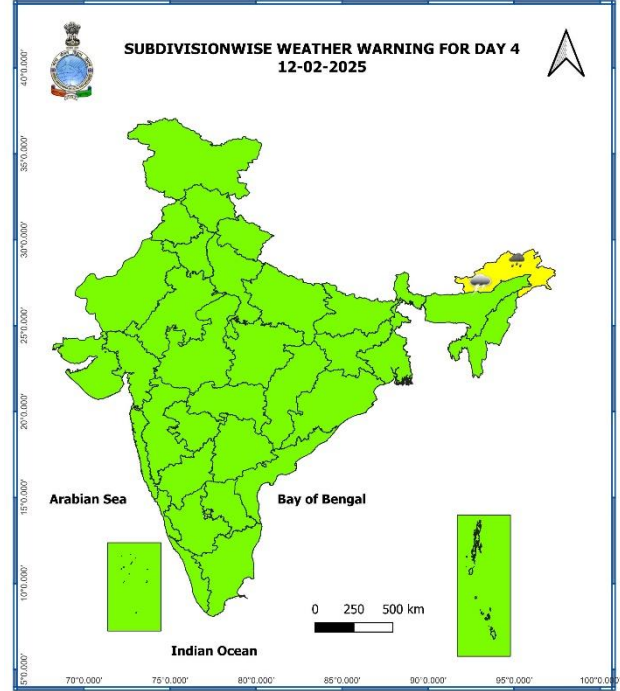 SUBDIVISIONWISE WEATHER WARNING FOR DAY 4
12-02-2025
40°0.000'
35°0.000'
30°0.000'
25°0.000'
20°0.000'
15°0.000'
10°0.000'
5°0.000'
Arabian Sea
Bay of Bengal
0 250 500 km
Indian Ocean
70°0.000' 75°0.000' 80°0.000' 85°0.000' 90°0.000' 95°0.000' 100°0.000'